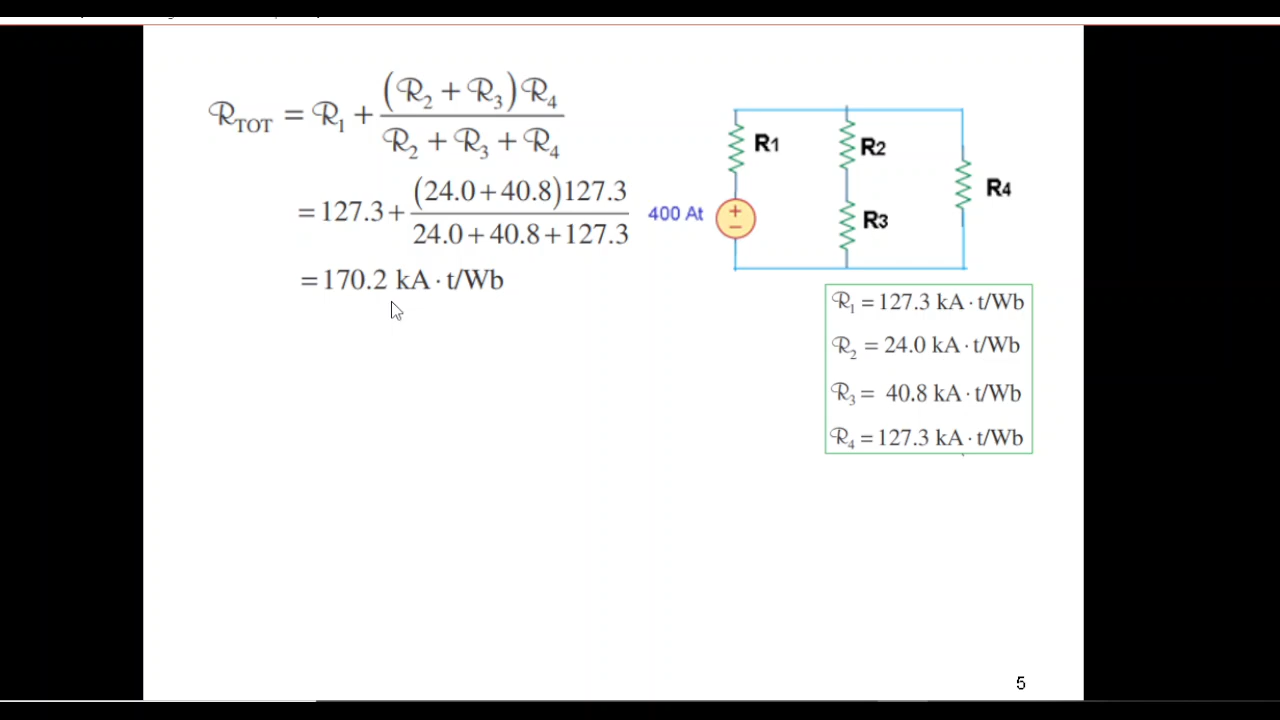 ℛ_TOT = ℛ₁ + (ℛ₂ + ℛ₃)ℛ₄ / ℛ₂ + ℛ₃ + ℛ₄
= 127.3 + (24.0 + 40.8)127.3 / 24.0 + 40.8 + 127.3
= 170.2 kA · t/Wb
R1
R2
R4
400 At
R3
ℛ₁ = 127.3 kA · t/Wb
ℛ₂ = 24.0 kA · t/Wb
ℛ₃ = 40.8 kA · t/Wb
ℛ₄ = 127.3 kA · t/Wb
5